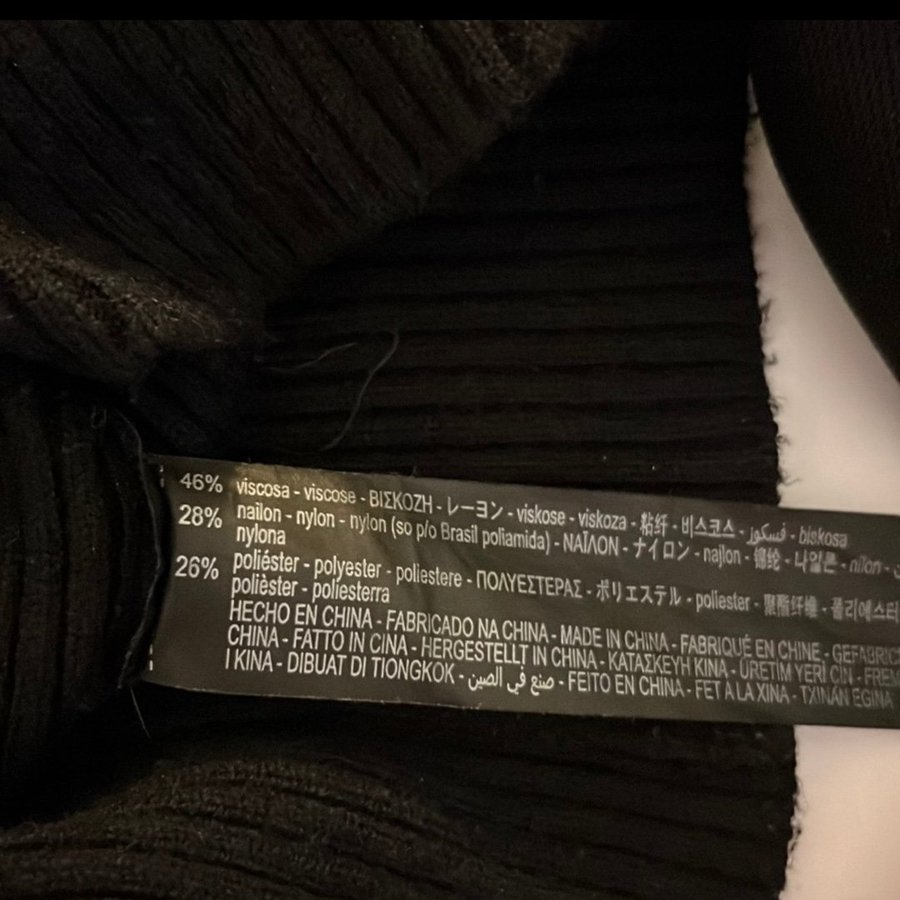 46% viscosa - viscose - ΒΙΣΚΟΖΗ - レーヨン - viskose - viskoza - 粘纤 - 비스코스 - فسكوز - biskosa
28% nailon - nylon - nylon (so p/o Brasil poliamida) - ΝΑΪΛΟΝ - ナイロン - najlon - 锦纶 - 나일론 - nilon -
nylona
26% poliéster - polyester - poliestere - ΠΟΛΥΕΣΤΕΡΑΣ - ポリエステル - poliester - 聚酯纤维 - 폴리에스터
polièster - poliesterra
HECHO EN CHINA - FABRICADO NA CHINA - MADE IN CHINA - FABRIQUÉ EN CHINE -
CHINA - FATTO IN CINA - HERGESTELLT IN CHINA - ΚΑΤΑΣΚΕΥΗ ΚΙΝΑ - ÜRETIM YERI ÇIN -
I KINA - DIBUAT DI TIONGKOK - صنع في الصين - FEITO EN CHINA - FET A LA XINA - TXINAN EGINA